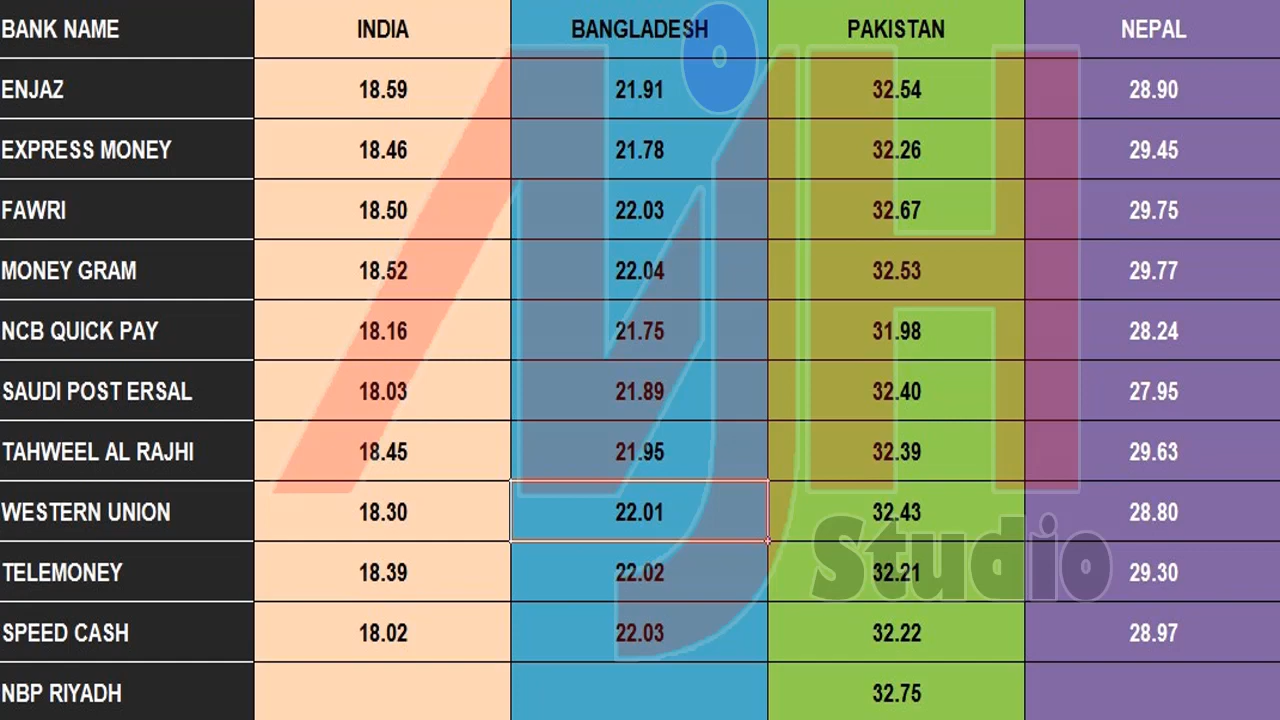 BANK NAME INDIA BANGLADESH PAKISTAN NEPAL
ENJAZ 18.59 21.91 32.54 28.90
EXPRESS MONEY 18.46 21.78 32.26 29.45
FAWRI 18.50 22.03 32.67 29.75
MONEY GRAM 18.52 22.04 32.53 29.77
NCB QUICK PAY 18.16 21.75 31.98 28.24
SAUDI POST ERSAL 18.03 21.89 32.40 27.95
TAHWEEL AL RAJHI 18.45 21.95 32.39 29.63
WESTERN UNION 18.30 22.01 32.43 28.80
Studio
TELEMONEY 18.39 22.02 32.21 29.30
SPEED CASH 18.02 22.03 32.22 28.97
NBP RIYADH 32.75